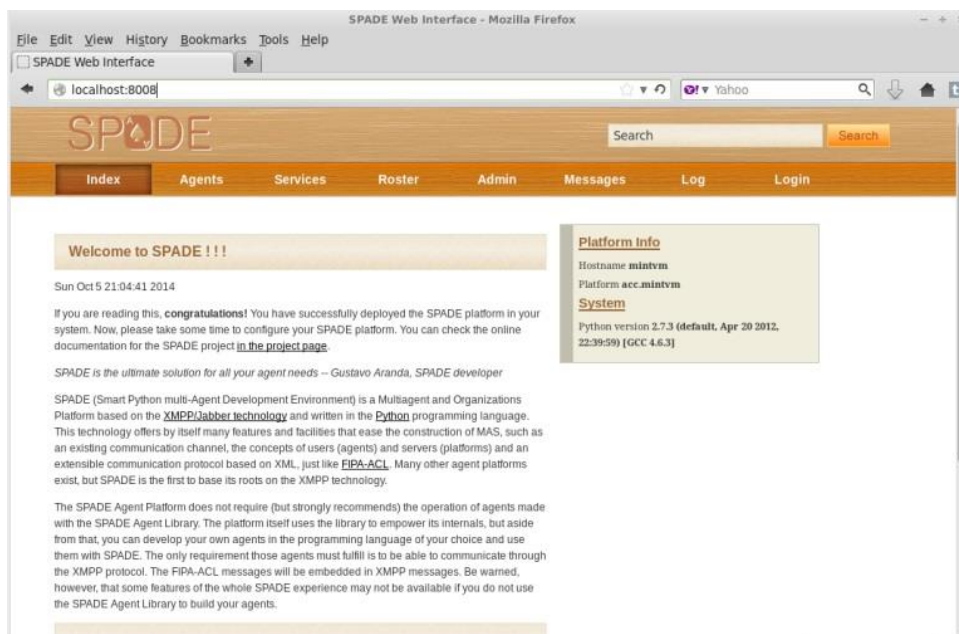 SPADE Web Interface - Mozilla Firefox
File Edit View History Bookmarks Tools Help
SPADE Web Interface
localhost:8008
Yahoo
SPADE
Search
Search
Index Agents Services Roster Admin Messages Log Login
Welcome to SPADE ! ! !
Sun Oct 5 21:04:41 2014
If you are reading this, congratulations! You have successfully deployed the SPADE platform in your
system. Now, please take some time to configure your SPADE platform. You can check the online
documentation for the SPADE project in the project page.
SPADE is the ultimate solution for all your agent needs -- Gustavo Aranda, SPADE developer
SPADE (Smart Python multi-Agent Development Environment) is a Multiagent and Organizations
Platform based on the XMPP/Jabber technology and written in the Python programming language.
This technology offers by itself many features and facilities that ease the construction of MAS, such as
an existing communication channel, the concepts of users (agents) and servers (platforms) and an
extensible communication protocol based on XML, just like FIPA-ACL. Many other agent platforms
exist, but SPADE is the first to base its roots on the XMPP technology.
The SPADE Agent Platform does not require (but strongly recommends) the operation of agents made
with the SPADE Agent Library. The platform itself uses the library to empower its internals, but aside
from that, you can develop your own agents in the programming language of your choice and use
them with SPADE. The only requirement those agents must fulfill is to be able to communicate through
the XMPP protocol. The FIPA-ACL messages will be embedded in XMPP messages. Be warned,
however, that some features of the whole SPADE experience may not be available if you do not use
the SPADE Agent Library to build your agents.
Platform Info
Hostname mintvm
Platform acc.mintvm
System
Python version 2.7.3 (default, Apr 20 2012,
22:39:59) [GCC 4.6.3]